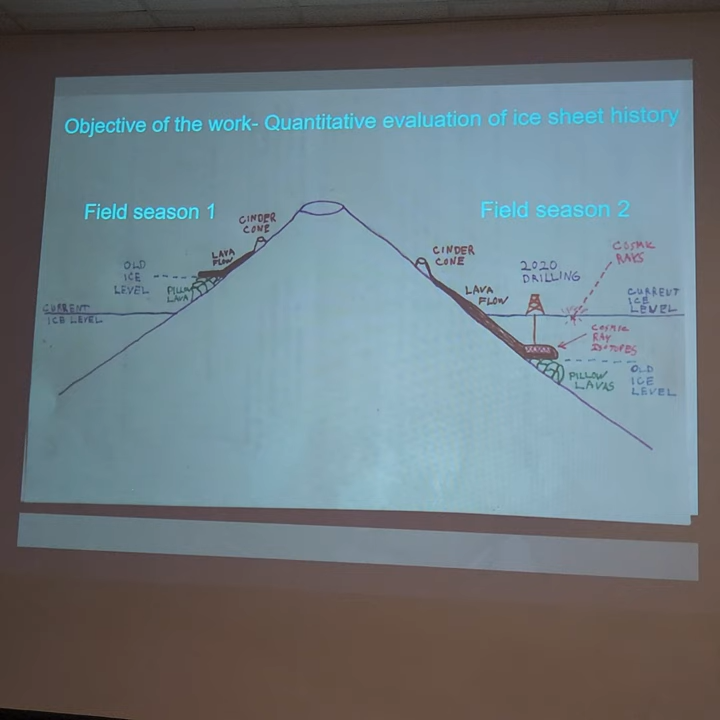 Objective of the work- Quantitative evaluation of ice sheet history
Field season 1
Field season 2
CINDER
CONE
LAVA
FLOW
OLD
ICE
LEVEL
PILLOW
LAVA
CURRENT
ICE LEVEL
CINDER
CONE
LAVA
FLOW
2020
DRILLING
COSMIC
RAYS
CURRENT
ICE
LEVEL
COSMIC
RAY
ISOTOPES
PILLOW
LAVAS
OLD
ICE
LEVEL